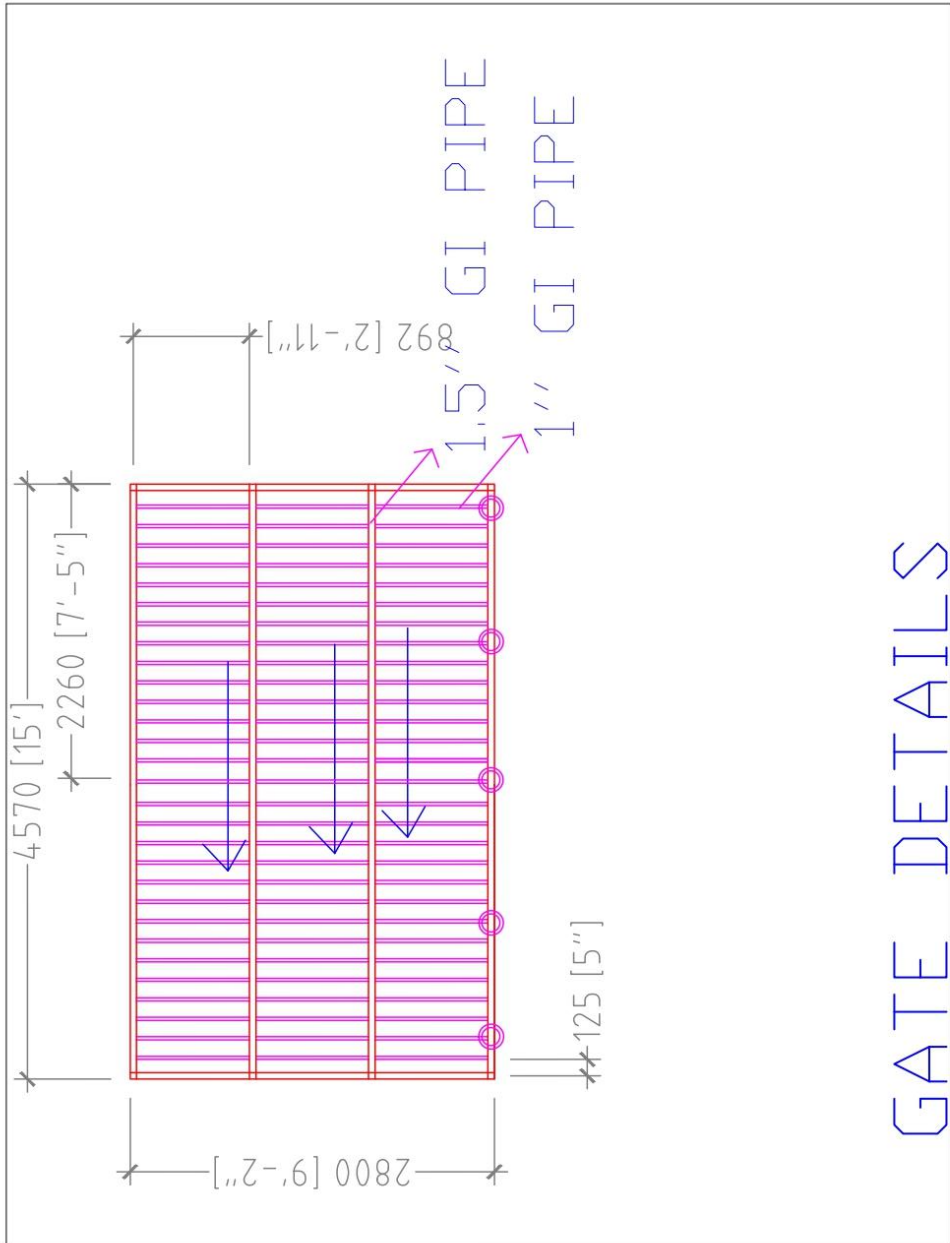 4570 [15']
2260 [7'-5"]
892 [2'-11"]
1.5'' GI PIPE
1'' GI PIPE
2800 [9'-2"]
125 [5"]
GATE DETAILS